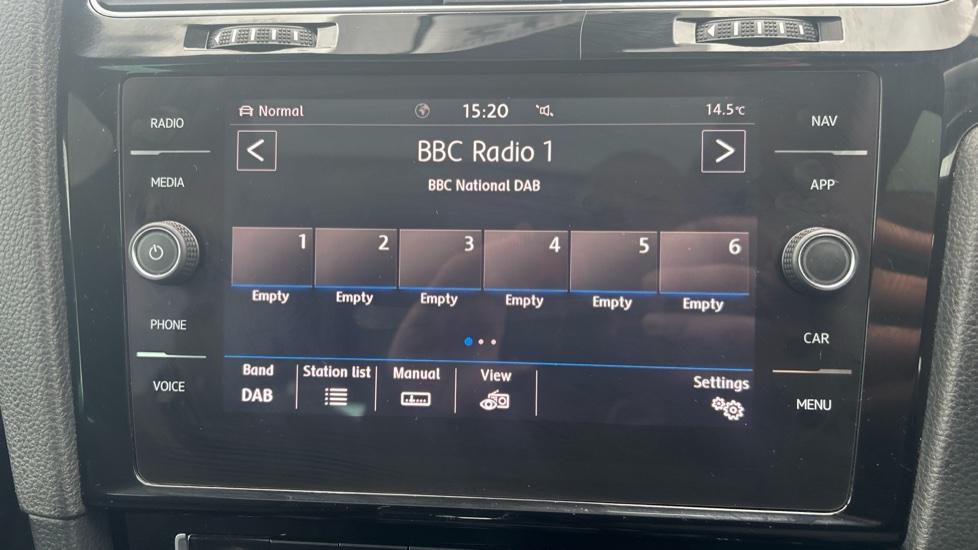 Normal 15:20 14.5°C
RADIO
MEDIA
NAV
APP
< BBC Radio 1 >
BBC National DAB
1 2 3 4 5 6
Empty Empty Empty Empty Empty Empty
PHONE
VOICE
CAR
MENU
Band Station list Manual View Settings
DAB